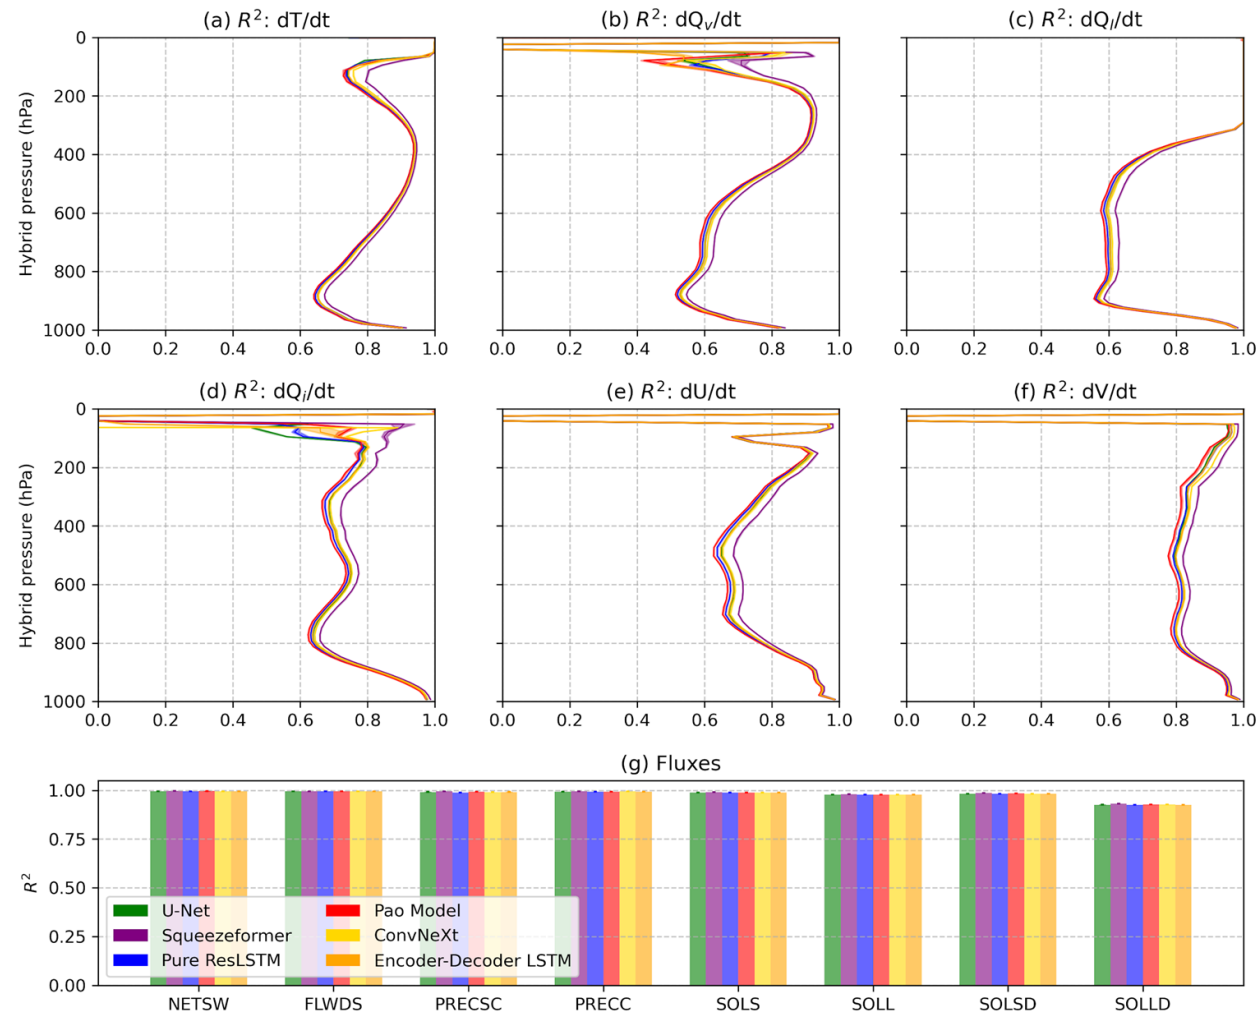 (a) R²: dT/dt
(b) R²: dQᵥ/dt
(c) R²: dQₗ/dt
Hybrid pressure (hPa)
0
200
400
600
800
1000
0.0 0.2 0.4 0.6 0.8 1.0
0.0 0.2 0.4 0.6 0.8 1.0
0.0 0.2 0.4 0.6 0.8 1.0
(d) R²: dQᵢ/dt
(e) R²: dU/dt
(f) R²: dV/dt
Hybrid pressure (hPa)
0
200
400
600
800
1000
0.0 0.2 0.4 0.6 0.8 1.0
0.0 0.2 0.4 0.6 0.8 1.0
0.0 0.2 0.4 0.6 0.8 1.0
(g) Fluxes
R²
1.00
0.75
0.50
0.25
0.00
U-Net
Squeezeformer
Pure ResLSTM
Pao Model
ConvNeXt
Encoder-Decoder LSTM
NETSW FLWDS PRECSC PRECC SOLS SOLL SOLSD SOLLD